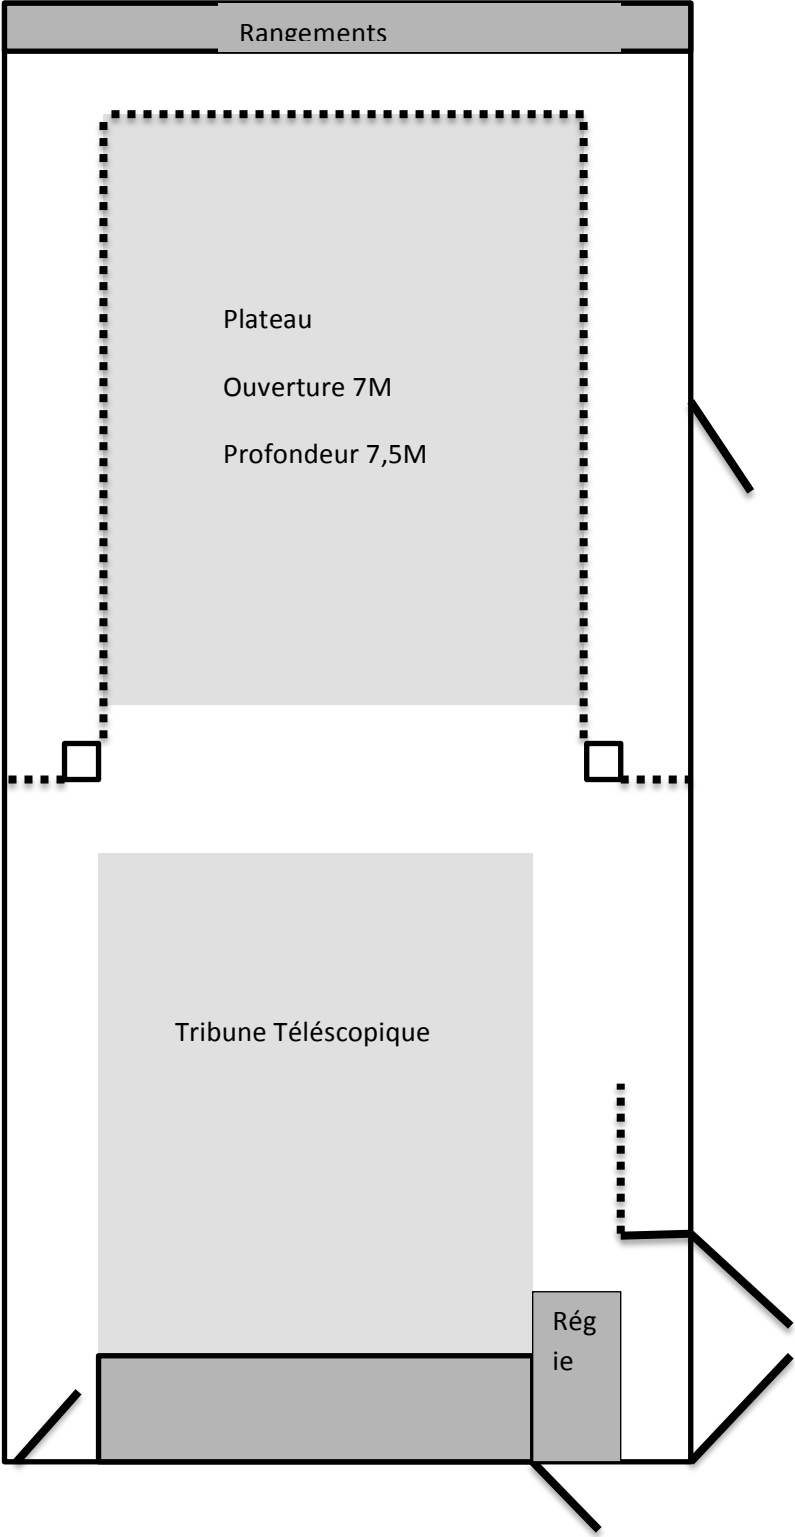 Rangements
Plateau
Ouverture 7M
Profondeur 7,5M
Tribune Téléscopique
Rég
ie